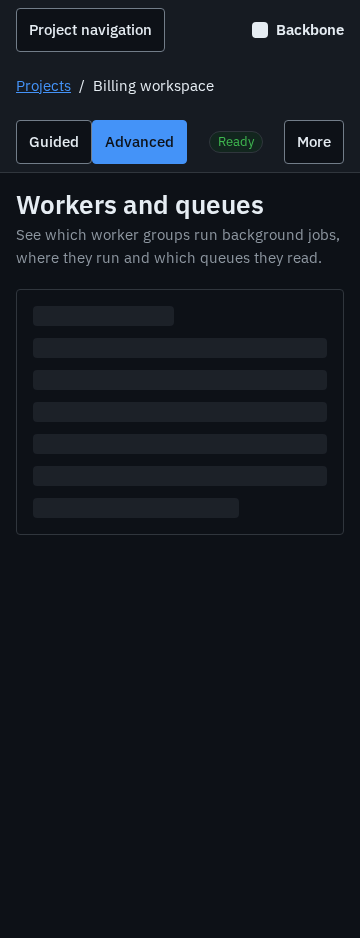 Project navigation
Backbone
Projects / Billing workspace
Guided
Advanced
Ready
More
Workers and queues
See which worker groups run background jobs,
where they run and which queues they read.